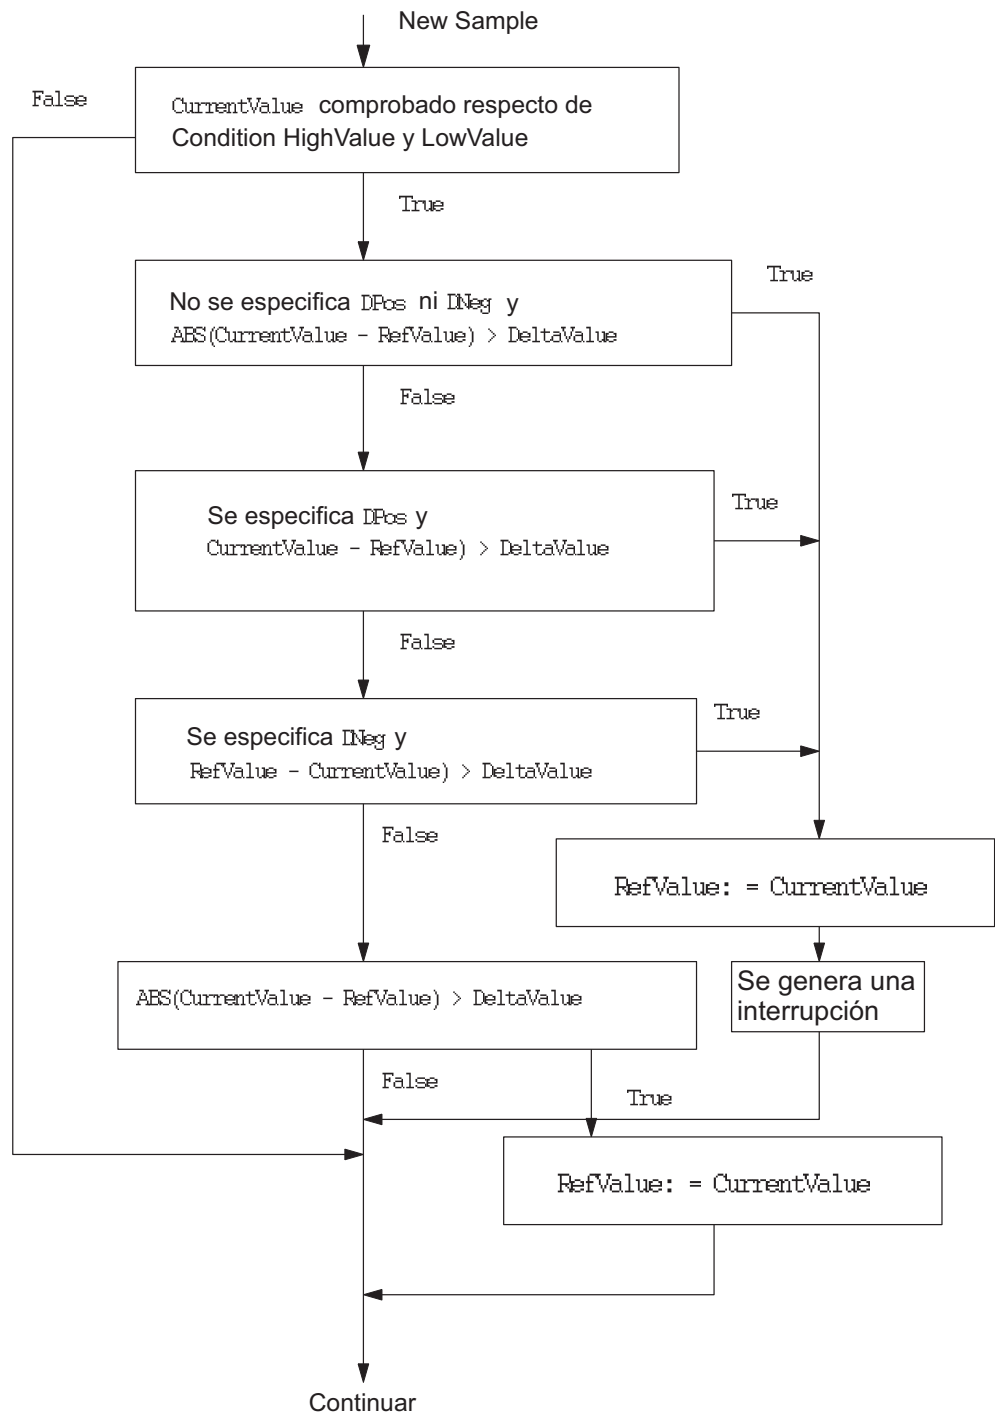 New Sample
False
CurrentValue comprobado respecto de
Condition HighValue y LowValue
True
True
No se especifica DPos ni DNeg y
ABS(CurrentValue - RefValue) > DeltaValue
False
True
Se especifica DPos y
CurrentValue - RefValue) > DeltaValue
False
True
Se especifica DNeg y
RefValue - CurrentValue) > DeltaValue
False
RefValue: = CurrentValue
ABS(CurrentValue - RefValue) > DeltaValue
Se genera una
interrupción
False
True
RefValue: = CurrentValue
Continuar